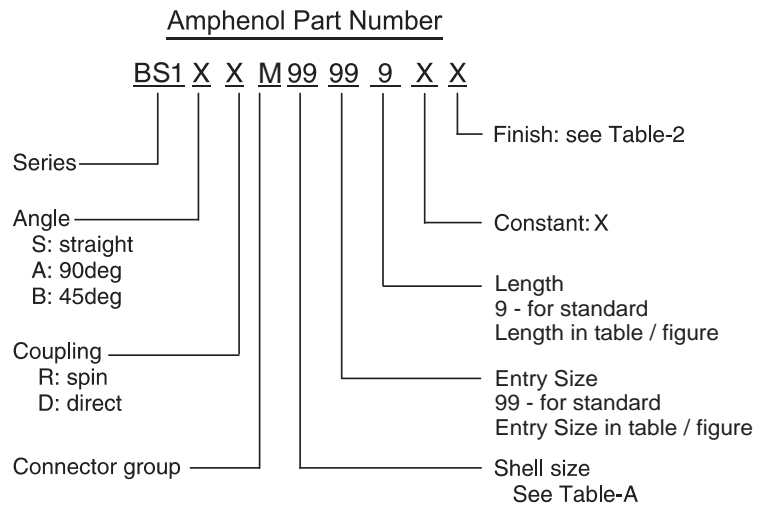 Amphenol Part Number
BS1 X X M 99 99 9 X X
Series
Angle
S: straight
A: 90deg
B: 45deg
Coupling
R: spin
D: direct
Connector group
Finish: see Table-2
Constant: X
Length
9 - for standard
Length in table / figure
Entry Size
99 - for standard
Entry Size in table / figure
Shell size
See Table-A